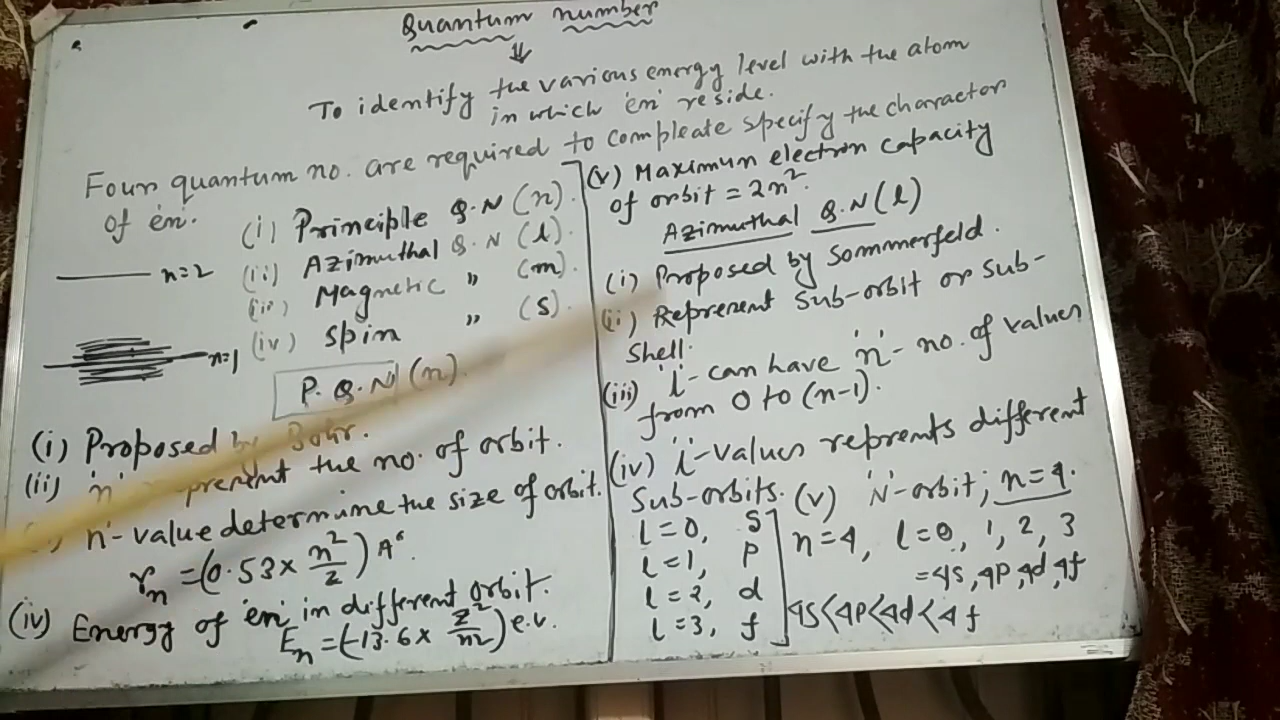 Quantum number
To identify the various energy level with the atom
in which 'en' reside.
Four quantum no. are required to compleate specify the charactor
of en.
(i) Principle Q.N (n).
(ii) Azimuthal Q.N (l).
(iii) Magnetic " (m).
(iv) Spin " (s).
n=2
n=1
P.Q.N (n).
(i) Proposed by Bohr.
(ii) 'n' the no. of orbit.
n'-value determine the size of orbit.
rn = (0.53 × n²/z) A°.
(iv) Energy of 'en' in different orbit.
En = (-13.6 × z²/n²) e.v.
(v) Maximum electron capacity
of orbit = 2n².
Azimuthal Q.N (l)
(i) Proposed by Sommerfeld.
(ii) Reprement Sub-orbit or Sub-
Shell.
(iii) 'l'-can have 'n'-no. of values
from 0 to (n-1).
(iv) 'l'-values reprents different
Sub-orbits.
l=0, S
l=1, P
l=2, d
l=3, f
(v) 'N'-orbit; n=4.
n=4, l=0, 1, 2, 3
=4s, 4p, 4d, 4f
4s<4p<4d<4f